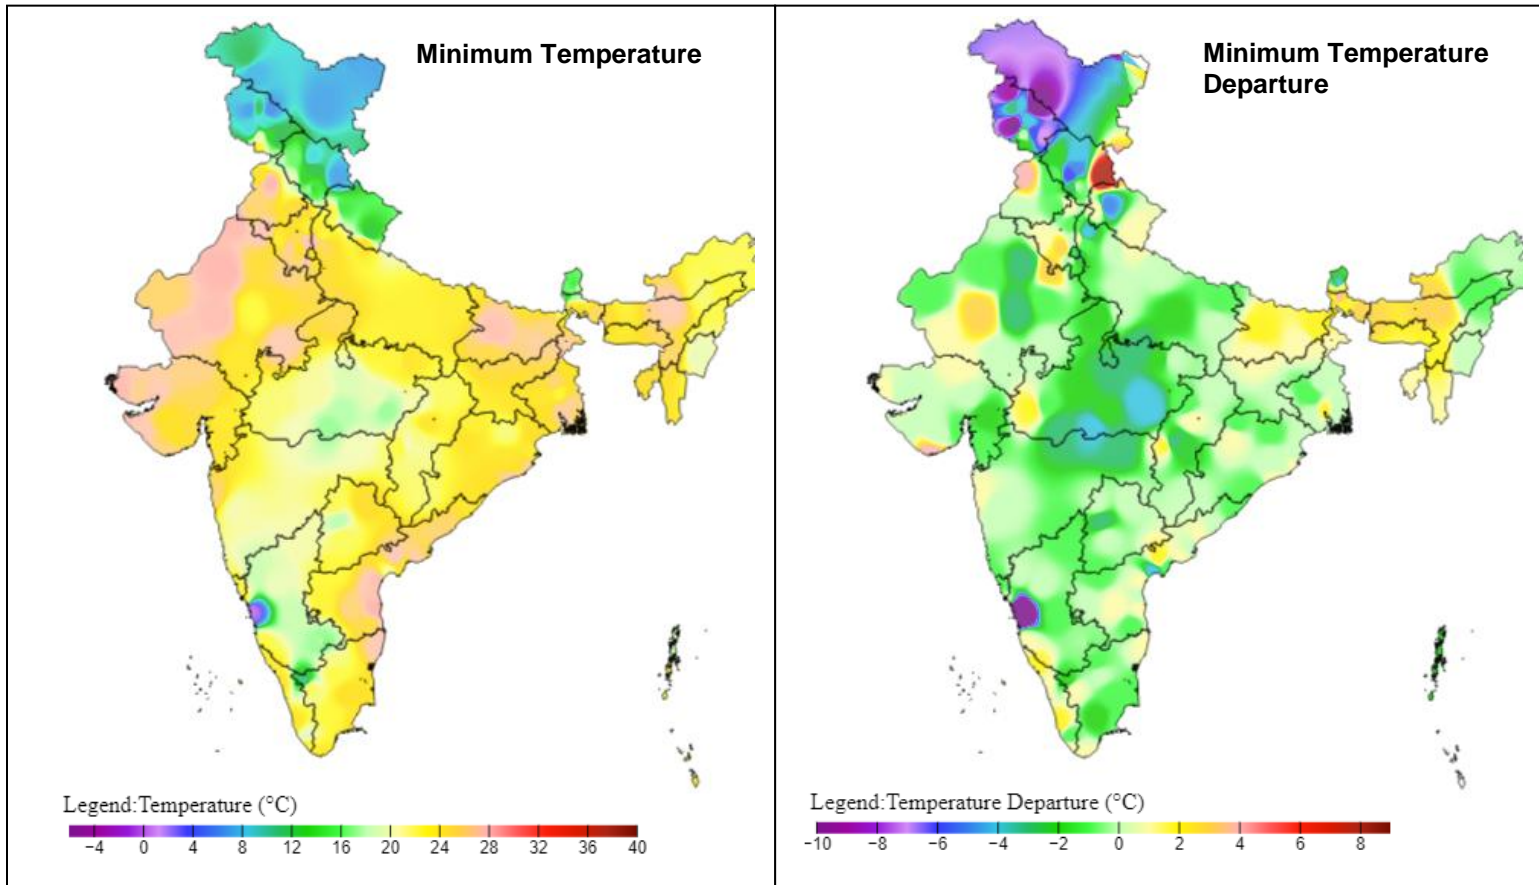 Minimum Temperature
Legend:Temperature (°C)
−4 0 4 8 12 16 20 24 28 32 36 40
Minimum Temperature
Departure
Legend:Temperature Departure (°C)
−10 −8 −6 −4 −2 0 2 4 6 8